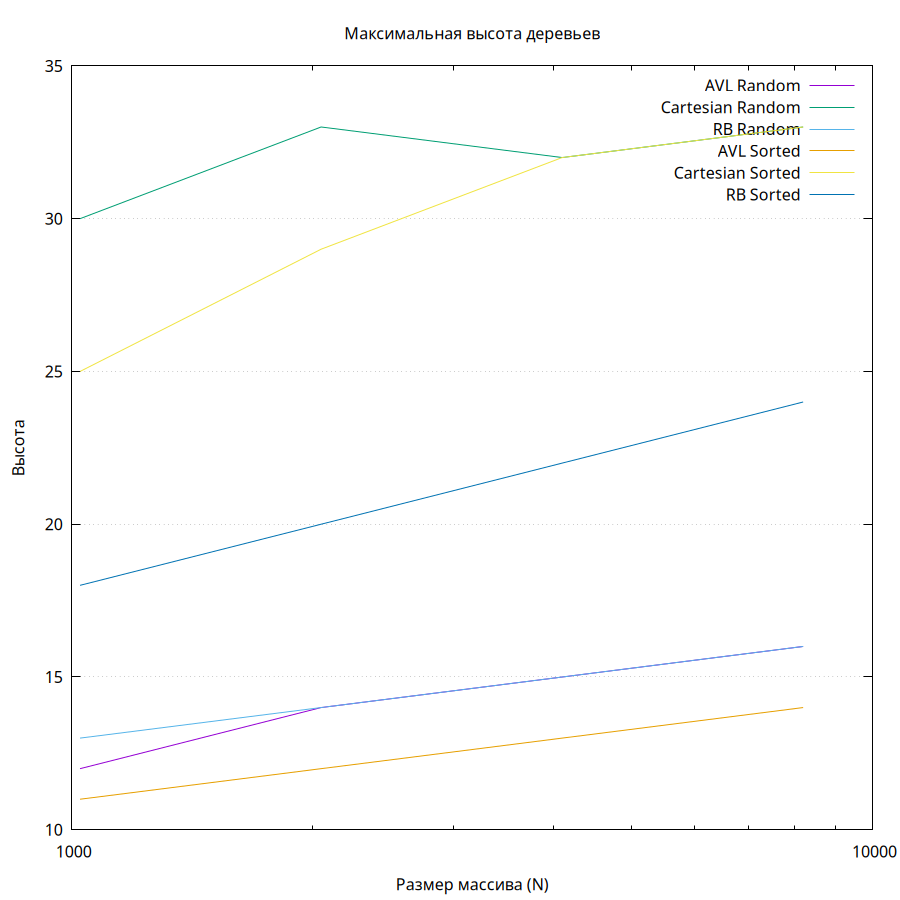 Максимальная высота деревьев
35
30
25
20
15
10
Высота
AVL Random
Cartesian Random
RB Random
AVL Sorted
Cartesian Sorted
RB Sorted
1000
10000
Размер массива (N)